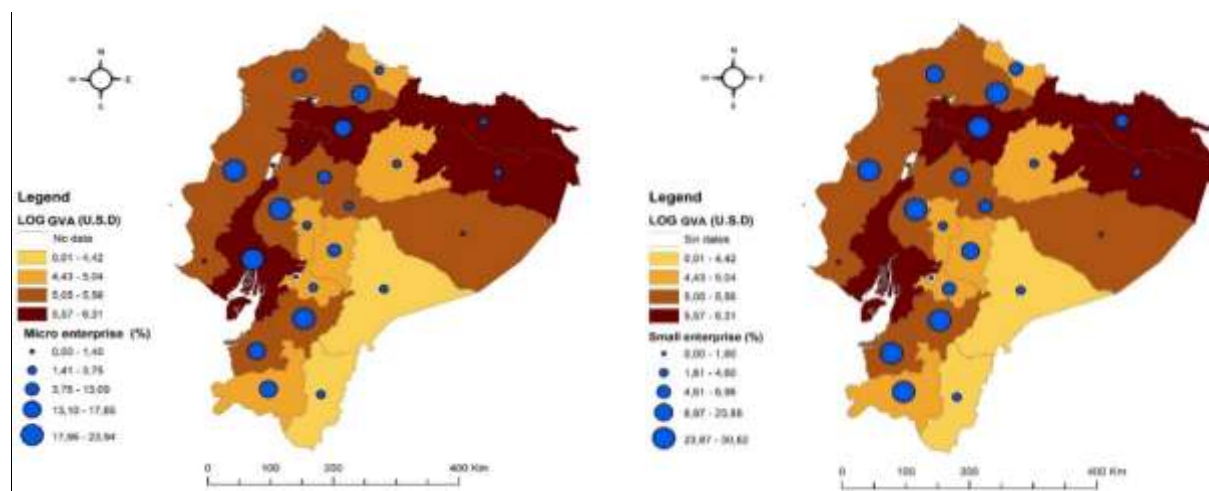 N
W
E
S
Legend
LOG GVA (U.S.D)
No data
0,01 - 4,42
4,43 - 5,04
5,05 - 5,56
5,57 - 6,31
Micro enterprise (%)
0,00 - 1,40
1,41 - 3,75
3,76 - 13,09
13,10 - 17,85
17,86 - 23,94
0 100 200 400 Km
N
W
E
S
Legend
LOG GVA (U.S.D)
Sin datos
0,01 - 4,42
4,43 - 5,04
5,05 - 5,56
5,57 - 6,31
Small enterprise (%)
0,00 - 1,80
1,81 - 4,60
4,61 - 8,96
8,97 - 23,86
23,87 - 30,62
0 100 200 400 Km